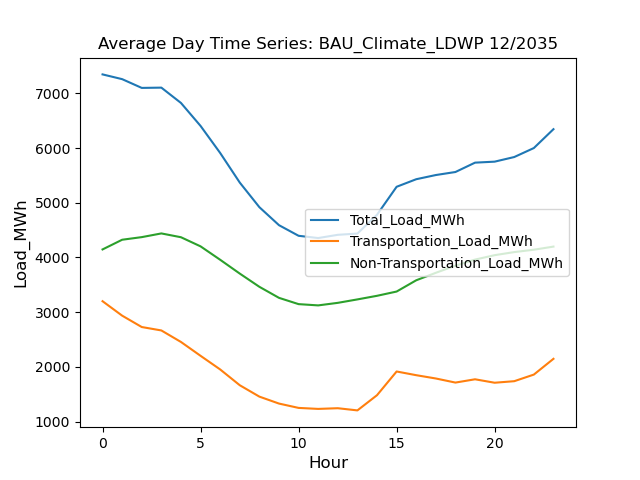 Average Day Time Series: BAU_Climate_LDWP 12/2035
Load_MWh
7000
6000
5000
4000
3000
2000
1000
Total_Load_MWh
Transportation_Load_MWh
Non-Transportation_Load_MWh
0 5 10 15 20
Hour